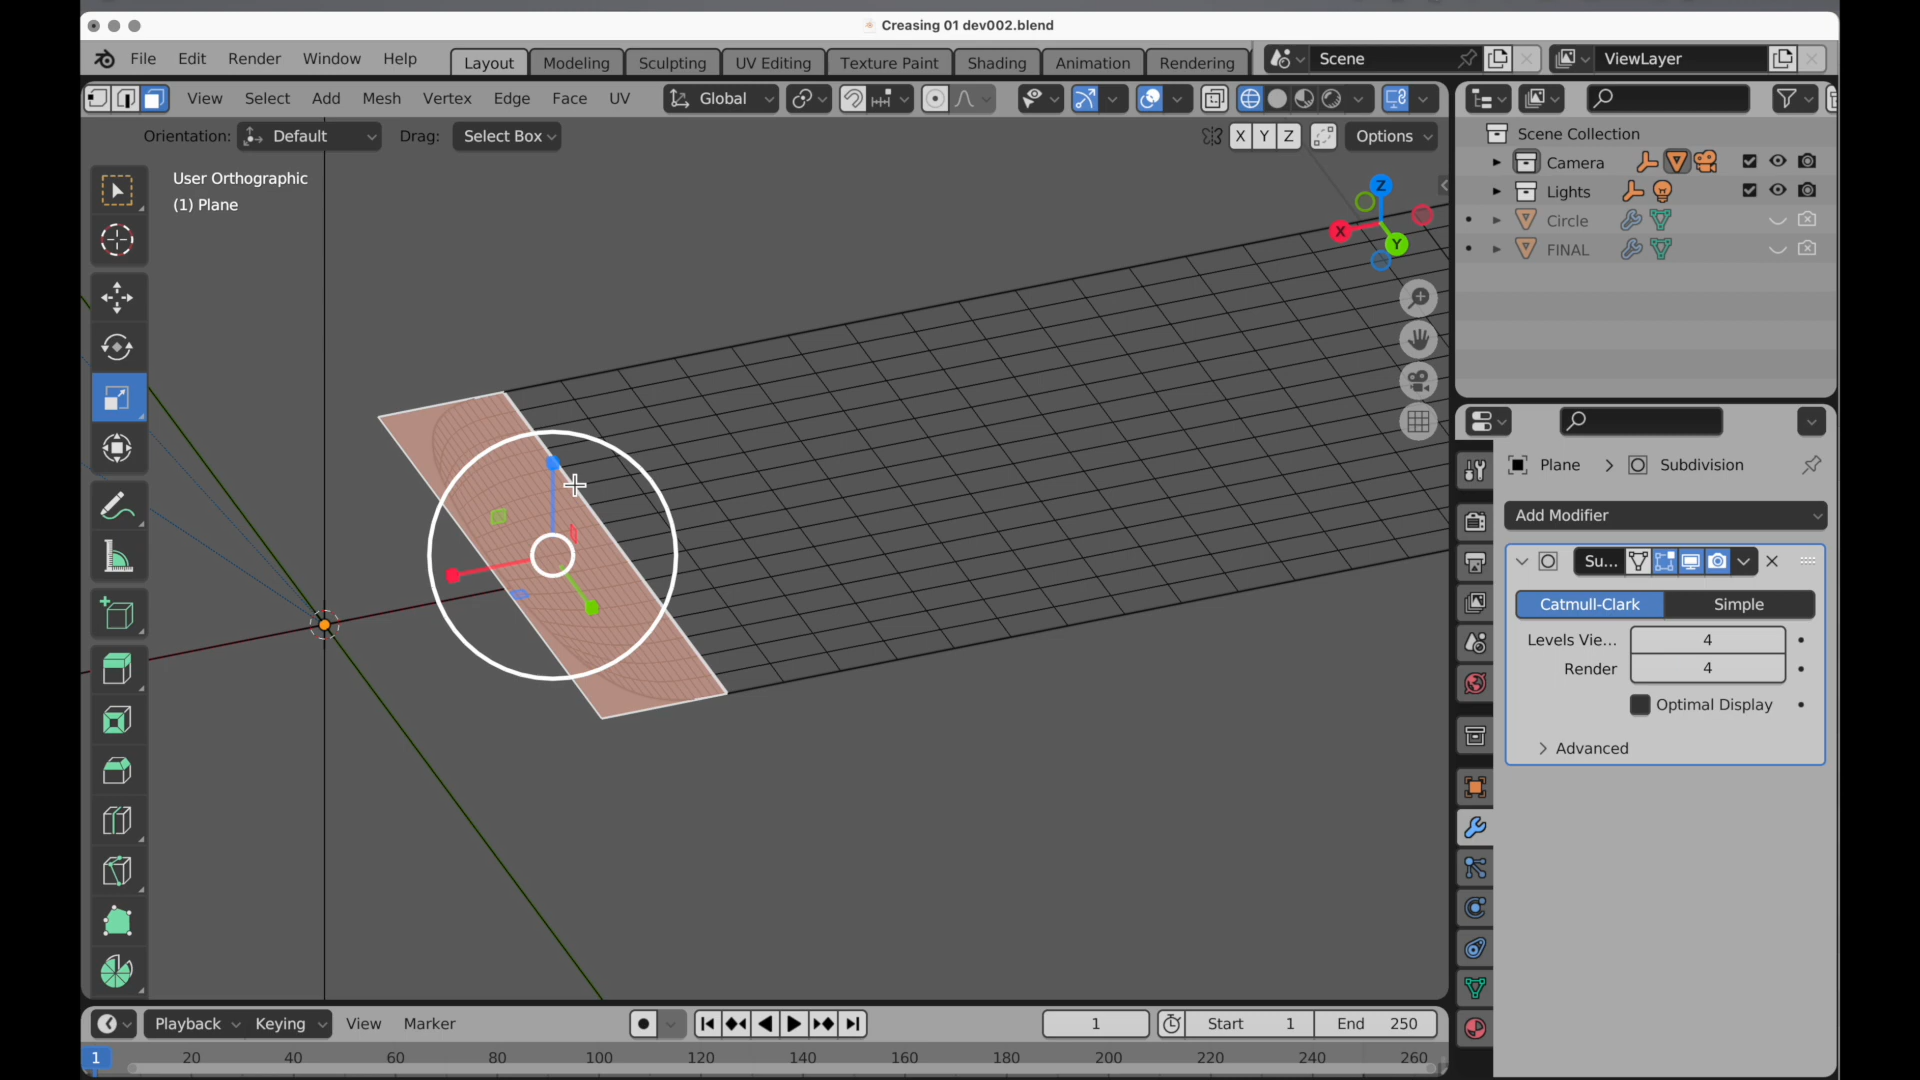 Creasing 01 dev002.blend
File Edit Render Window Help Layout Modeling Sculpting UV Editing Texture Paint Shading Animation Rendering Scene ViewLayer
View Select Add Mesh Vertex Edge Face UV Global
Orientation: Default Drag: Select Box X Y Z Options
User Orthographic
(1) Plane
Z
X
Y
Scene Collection
Camera
Lights
Circle
FINAL
Plane > Subdivision
Add Modifier
Su...
Catmull-Clark Simple
Levels Vie... 4
Render 4
Optimal Display
Advanced
Playback Keying View Marker 1 Start 1 End 250
1 20 40 60 80 100 120 140 160 180 200 220 240 260